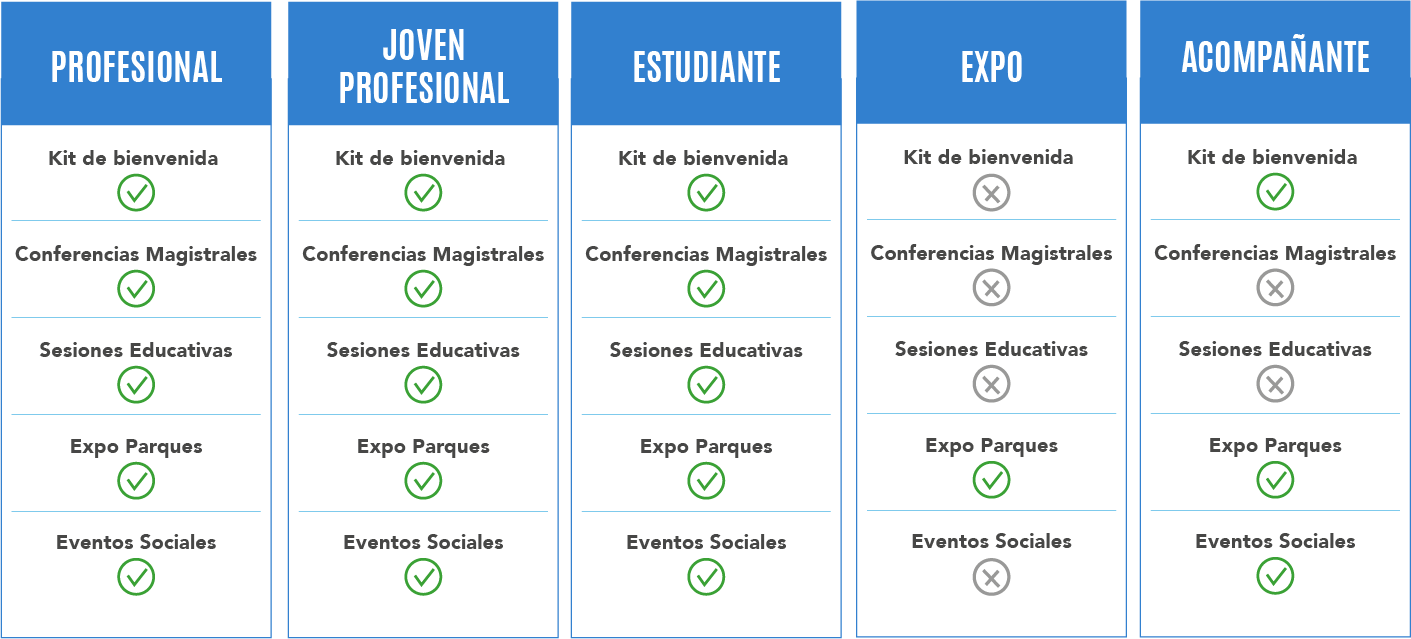 PROFESIONAL
Kit de bienvenida
Conferencias Magistrales
Sesiones Educativas
Expo Parques
Eventos Sociales
JOVEN
PROFESIONAL
Kit de bienvenida
Conferencias Magistrales
Sesiones Educativas
Expo Parques
Eventos Sociales
ESTUDIANTE
Kit de bienvenida
Conferencias Magistrales
Sesiones Educativas
Expo Parques
Eventos Sociales
EXPO
Kit de bienvenida
Conferencias Magistrales
Sesiones Educativas
Expo Parques
Eventos Sociales
ACOMPAÑANTE
Kit de bienvenida
Conferencias Magistrales
Sesiones Educativas
Expo Parques
Eventos Sociales